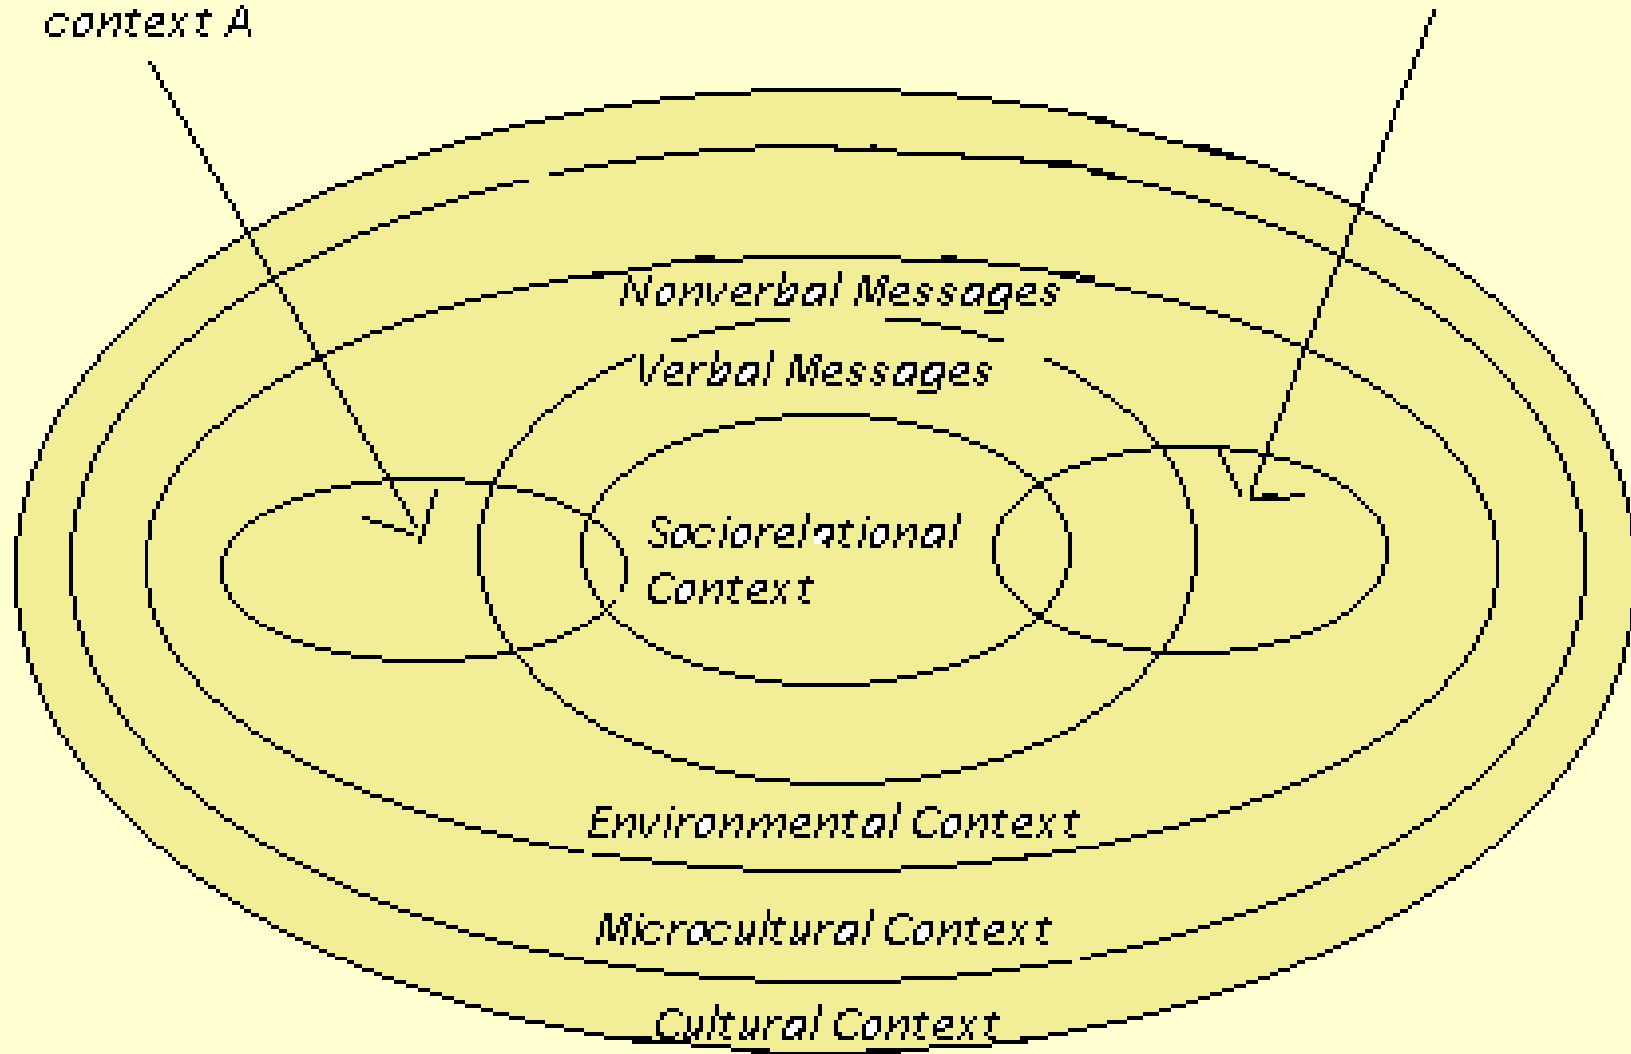 context A
Nonverbal Messages
Verbal Messages
Sociorelational
Context
Environmental Context
Microcultural Context
Cultural Context